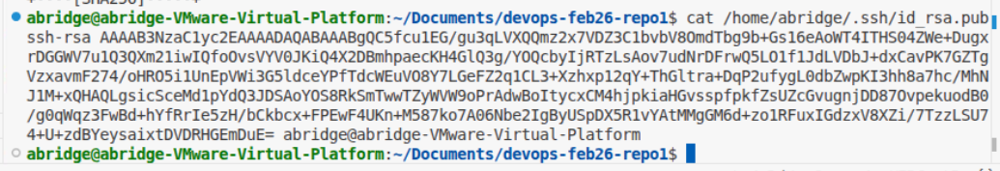 abridge@abridge-VMware-Virtual-Platform:~/Documents/devops-feb26-repo1$ cat /home/abridge/.ssh/id_rsa.pub
ssh-rsa AAAAB3NzaC1yc2EAAAADAQABAAABgQC5fcu1EG/gu3qLVXQQmz2x7VDZ3C1bvbV8OmdTbg9b+Gs16eAoWT4ITHS04ZWe+Dugx
rDGGWV7u1Q3QXm21iwIQfoOvsVYV0JKiQ4X2DBmhpaecKH4GlQ3g/YOQcbyIjRTzLsAov7udNrDFrwQ5LO1f1JdLVDbJ+dxCavPK7GZTg
VzxavmF274/oHRO5i1UnEpVWi3G5ldceYPfTdcWEuVO8Y7LGeFZ2q1CL3+Xzhxp12qY+ThGltra+DqP2ufygL0dbZwpKI3hh8a7hc/MhN
J1M+xQHAQLgsicSceMd1pYdQ3JDSAoYOS8RkSmTwwTZyWVW9oPrAdwBoItycxCM4hjpkiaHGvsspfpkfZsUZcGvugnjDD87OvpekuodB0
/g0qWqz3FwBd+hYfRrIe5zH/bCkbcx+FPEwF4UKn+M587ko7A06Nbe2IgByUSpDX5R1vYAtMMgGM6d+zo1RFuxIGdzxV8XZi/7TzzLSU7
4+U+zdBYeysaixtDVDRHGEmDuE= abridge@abridge-VMware-Virtual-Platform
abridge@abridge-VMware-Virtual-Platform:~/Documents/devops-feb26-repo1$